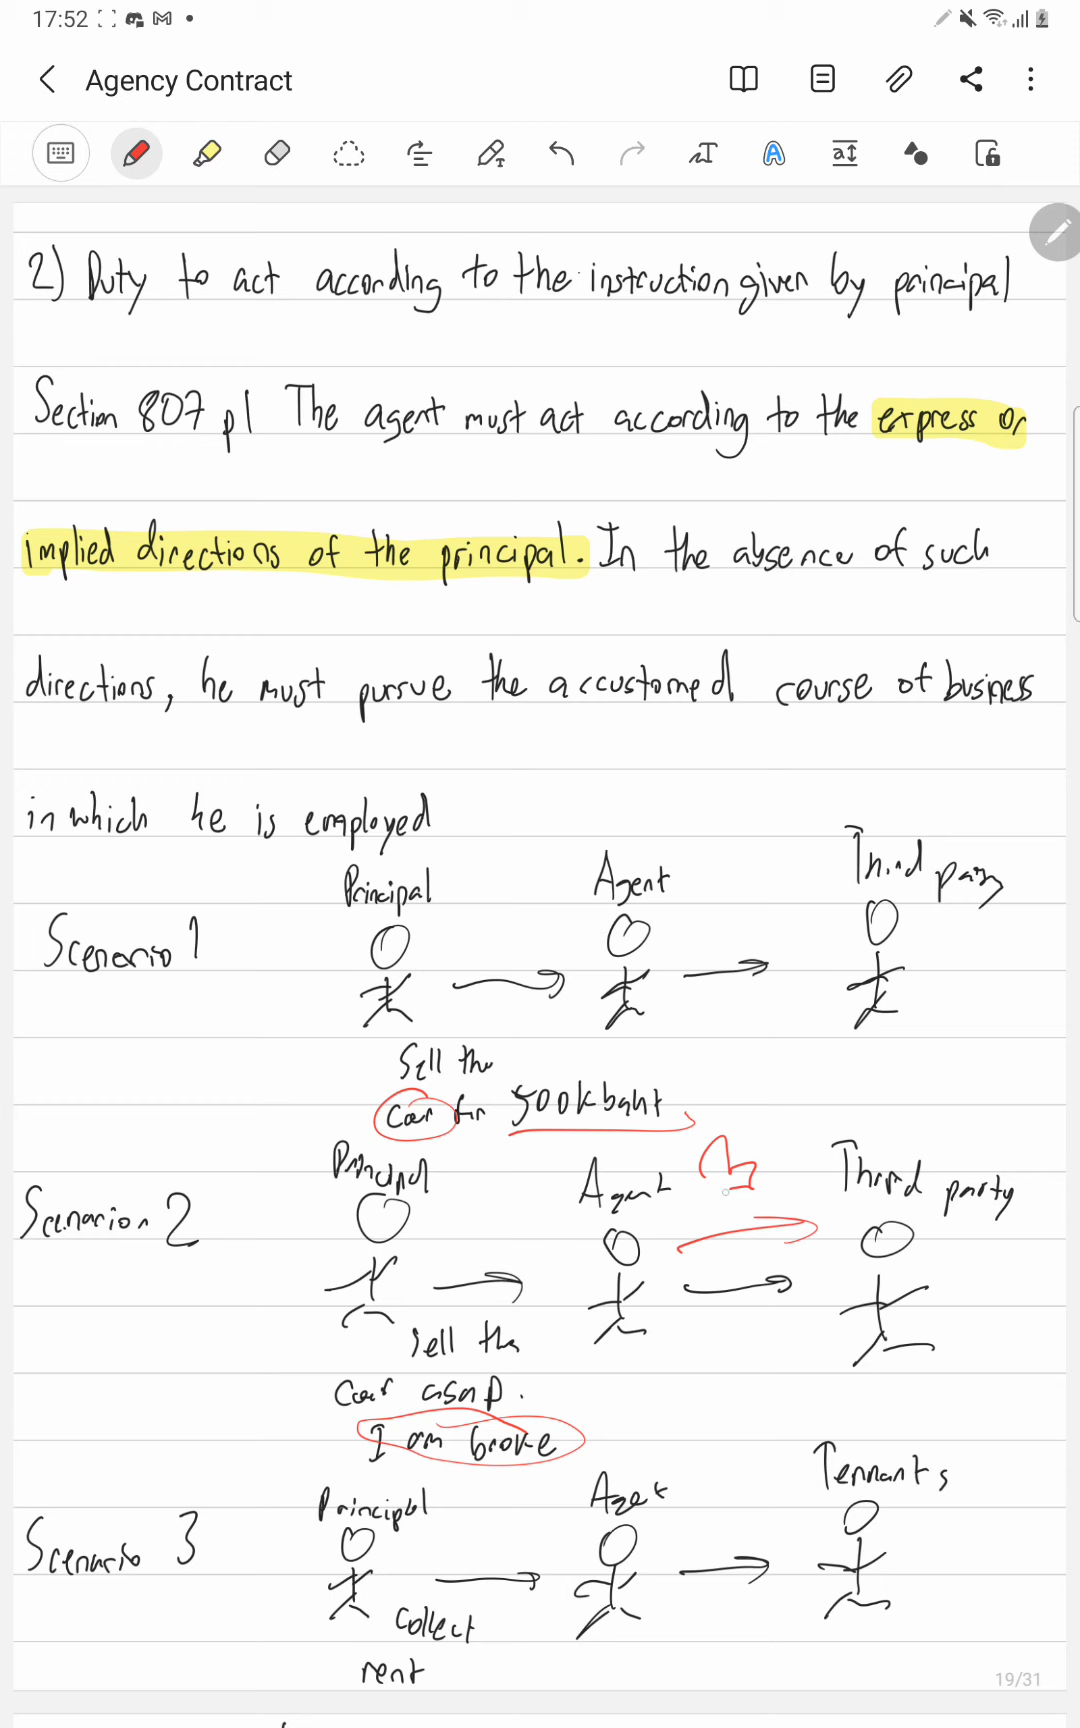 17:52
Agency Contract
2) Duty to act according to the instruction given by principal
Section 807 p1 The agent must act according to the express or
implied directions of the principal. In the absence of such
directions, he must pursue the accustomed course of business
in which he is employed
Principal Agent Third party
Scenario 1
Sell the
car for 500k baht
Principal Agent Third party
Scenarion 2
sell the
car asap.
I am broke
Principal Agent Tennants
Scenario 3
collect
rent
19/31